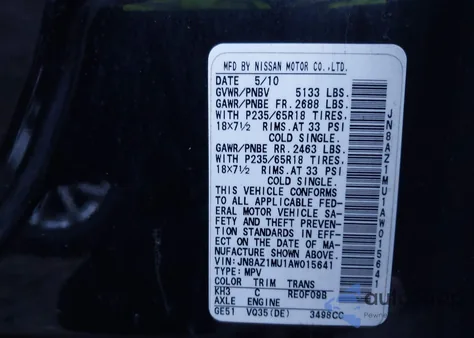 MFD BY NISSAN MOTOR CO.,LTD.
DATE 5/10
GVWR/PNBV 5133 LBS.
GAWR/PNBE FR. 2688 LBS.
WITH P235/65R18 TIRES.
18X7½ RIMS.AT 33 PSI
COLD SINGLE.
GAWR/PNBE RR. 2463 LBS.
WITH P235/65R18 TIRES.
18X7½ RIMS.AT 33 PSI
COLD SINGLE.
THIS VEHICLE CONFORMS
TO ALL APPLICABLE FED-
ERAL MOTOR VEHICLE SA-
FETY AND THEFT PREVEN-
TION STANDARDS IN EFF-
ECT ON THE DATE OF MA-
NUFACTURE SHOWN ABOVE.
VIN:JN8AZ1MU1AW015641
TYPE: MPV
COLOR TRIM TRANS
KH3 C RE0F09B
AXLE ENGINE
GE51 VQ35(DE) 3498CC
JN8AZ1MU1AW015641